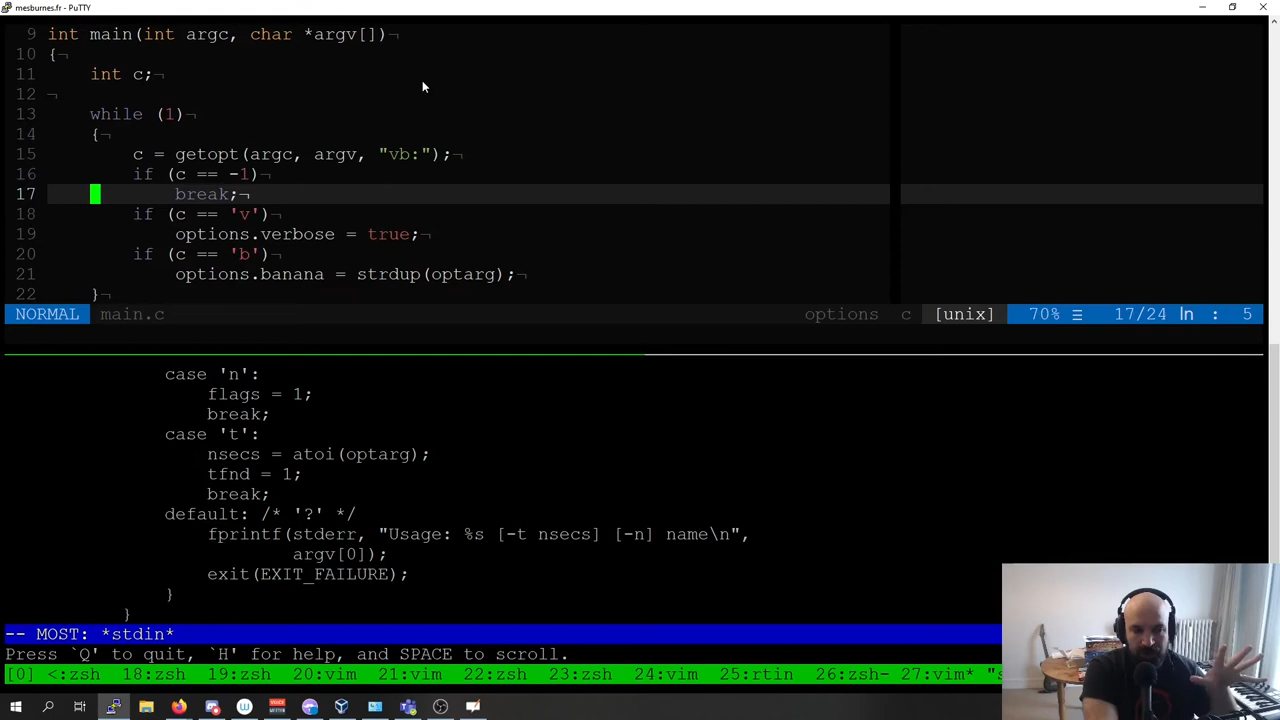 mesburnes.fr - PuTTY
9 int main(int argc, char *argv[])¬
10 {¬
11 int c;¬
12 ¬
13 while (1)¬
14 {¬
15 c = getopt(argc, argv, "vb:");¬
16 if (c == -1)¬
17 break;¬
18 if (c == 'v')¬
19 options.verbose = true;¬
20 if (c == 'b')¬
21 options.banana = strdup(optarg);¬
22 }¬
NORMAL main.c options c [unix] 70% ☰ 17/24 ln : 5
case 'n':
flags = 1;
break;
case 't':
nsecs = atoi(optarg);
tfnd = 1;
break;
default: /* '?' */
fprintf(stderr, "Usage: %s [-t nsecs] [-n] name\n",
argv[0]);
exit(EXIT_FAILURE);
}
}
-- MOST: *stdin*
Press `Q' to quit, `H' for help, and SPACE to scroll.
[0] <:zsh 18:zsh 19:zsh 20:vim 21:vim 22:zsh 23:zsh 24:vim 25:rtin 26:zsh- 27:vim* "s